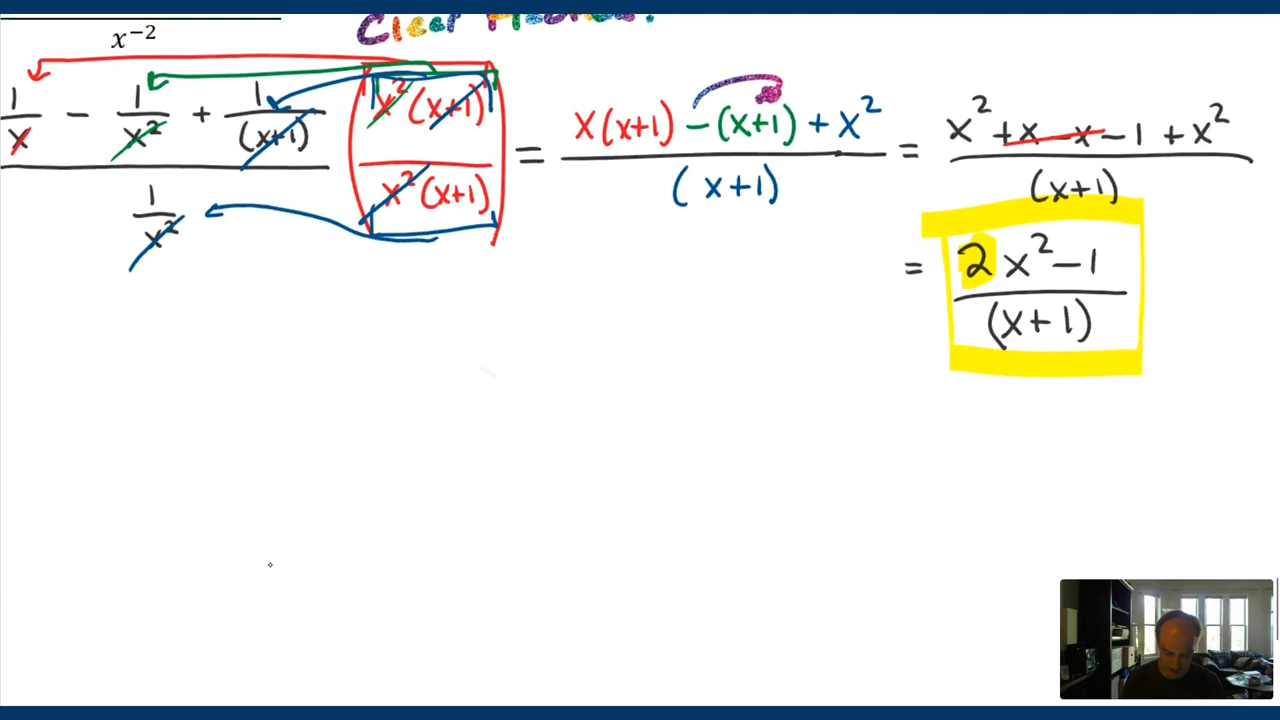 x⁻²
Clear
1/x − 1/x² + 1/(x+1) x²(x+1) = x(x+1) − (x+1) + x² = x² + x − x − 1 + x²
1/x² x²(x+1) (x+1) (x+1)
= 2x² − 1
(x+1)